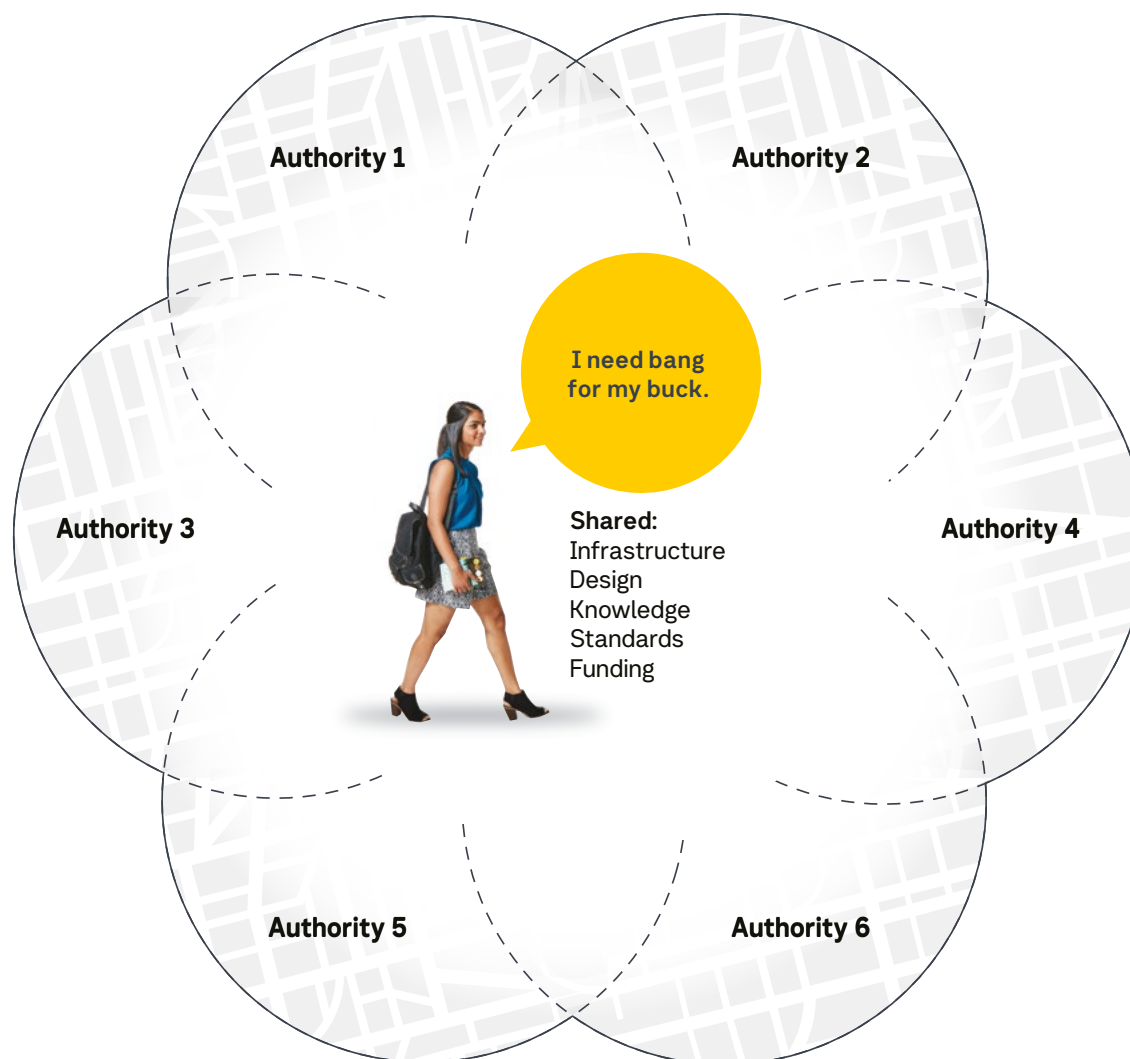 Authority 1
Authority 2
I need bang
for my buck.
Authority 3
Shared:
Infrastructure
Design
Knowledge
Standards
Funding
Authority 4
Authority 5
Authority 6